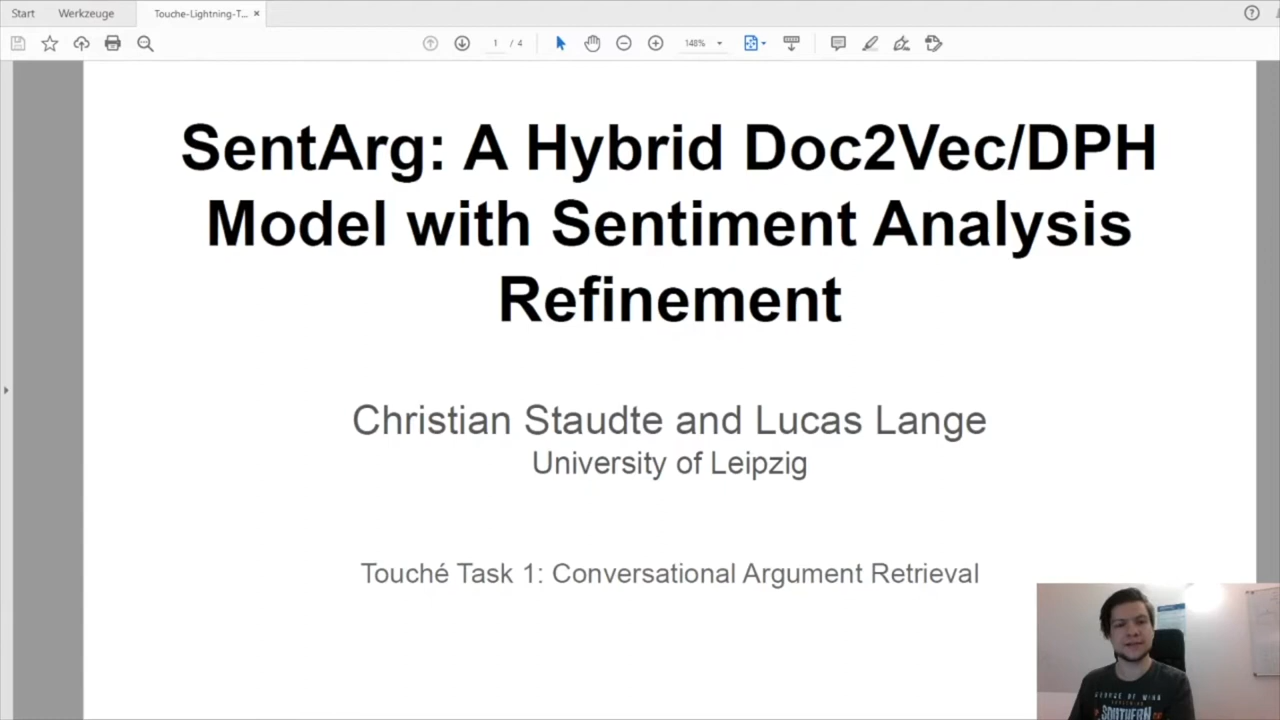 Start Werkzeuge Touche-Lightning-T...
1 / 4 148%
SentArg: A Hybrid Doc2Vec/DPH
Model with Sentiment Analysis
Refinement
Christian Staudte and Lucas Lange
University of Leipzig
Touché Task 1: Conversational Argument Retrieval
SOUTHERN